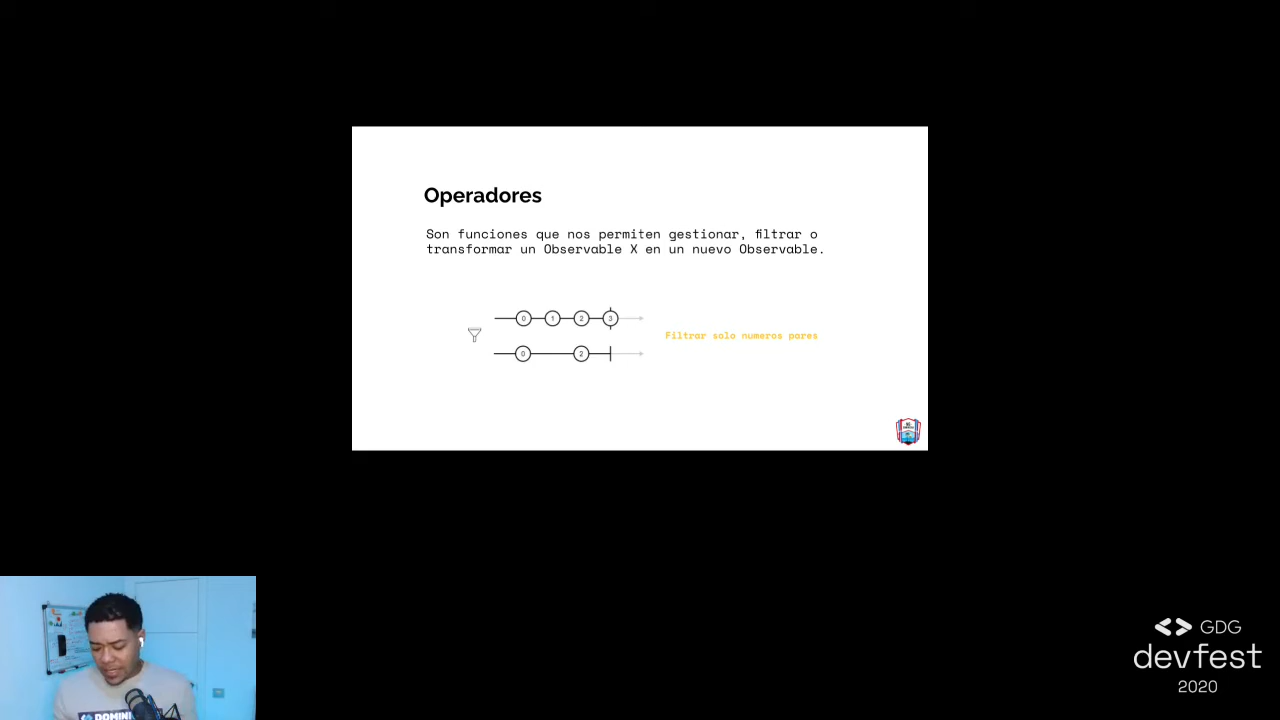 Operadores
Son funciones que nos permiten gestionar, filtrar o
transformar un Observable X en un nuevo Observable.
0 1 2 3
Filtrar solo numeros pares
0 2
DOMINI
GDG
devfest
2020